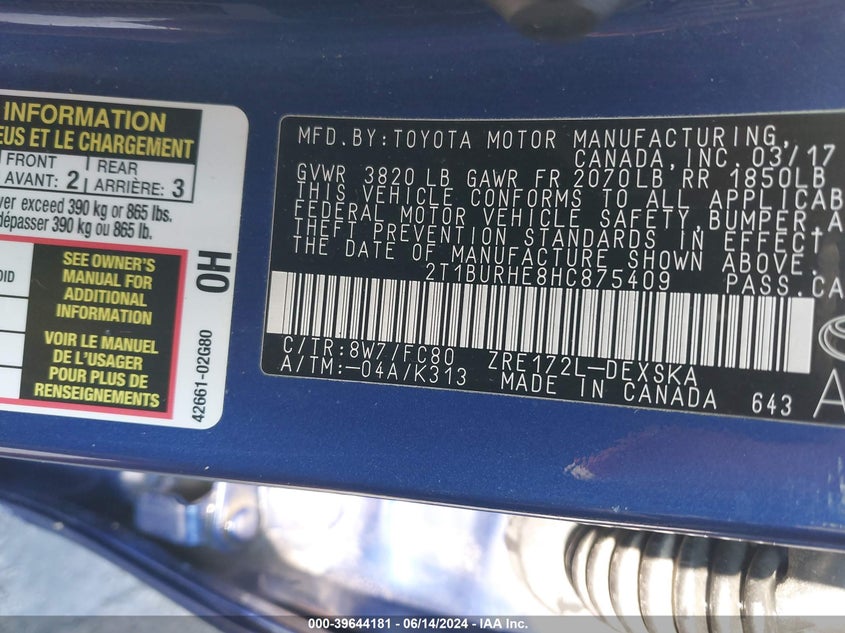 INFORMATION
EUS ET LE CHARGEMENT
FRONT
AVANT: 2
REAR
ARRIÈRE: 3
ver exceed 390 kg or 865 lbs.
dépasser 390 kg ou 865 lb.
OID
SEE OWNER'S
MANUAL FOR
ADDITIONAL
INFORMATION
VOIR LE MANUEL
DE L'USAGER
POUR PLUS DE
RENSEIGNEMENTS
OH
42661-02G80
MFD.BY:TOYOTA MOTOR MANUFACTURING,
CANADA, INC. 03/17
GVWR 3820 LB GAWR FR 2070LB RR 1850LB
THIS VEHICLE CONFORMS TO ALL APPLICAB
FEDERAL MOTOR VEHICLE SAFETY, BUMPER, A
THEFT PREVENTION STANDARDS IN EFFECT
THE DATE OF MANUFACTURE SHOWN ABOVE.
2T1BURHE8HC875409 PASS.CA
C/TR:8W7/FC80 ZRE172L-DEXSKA
A/TM:-04A/K313 MADE IN CANADA 643
A
000-39644181 / 06/14/2024 - IAA Inc.